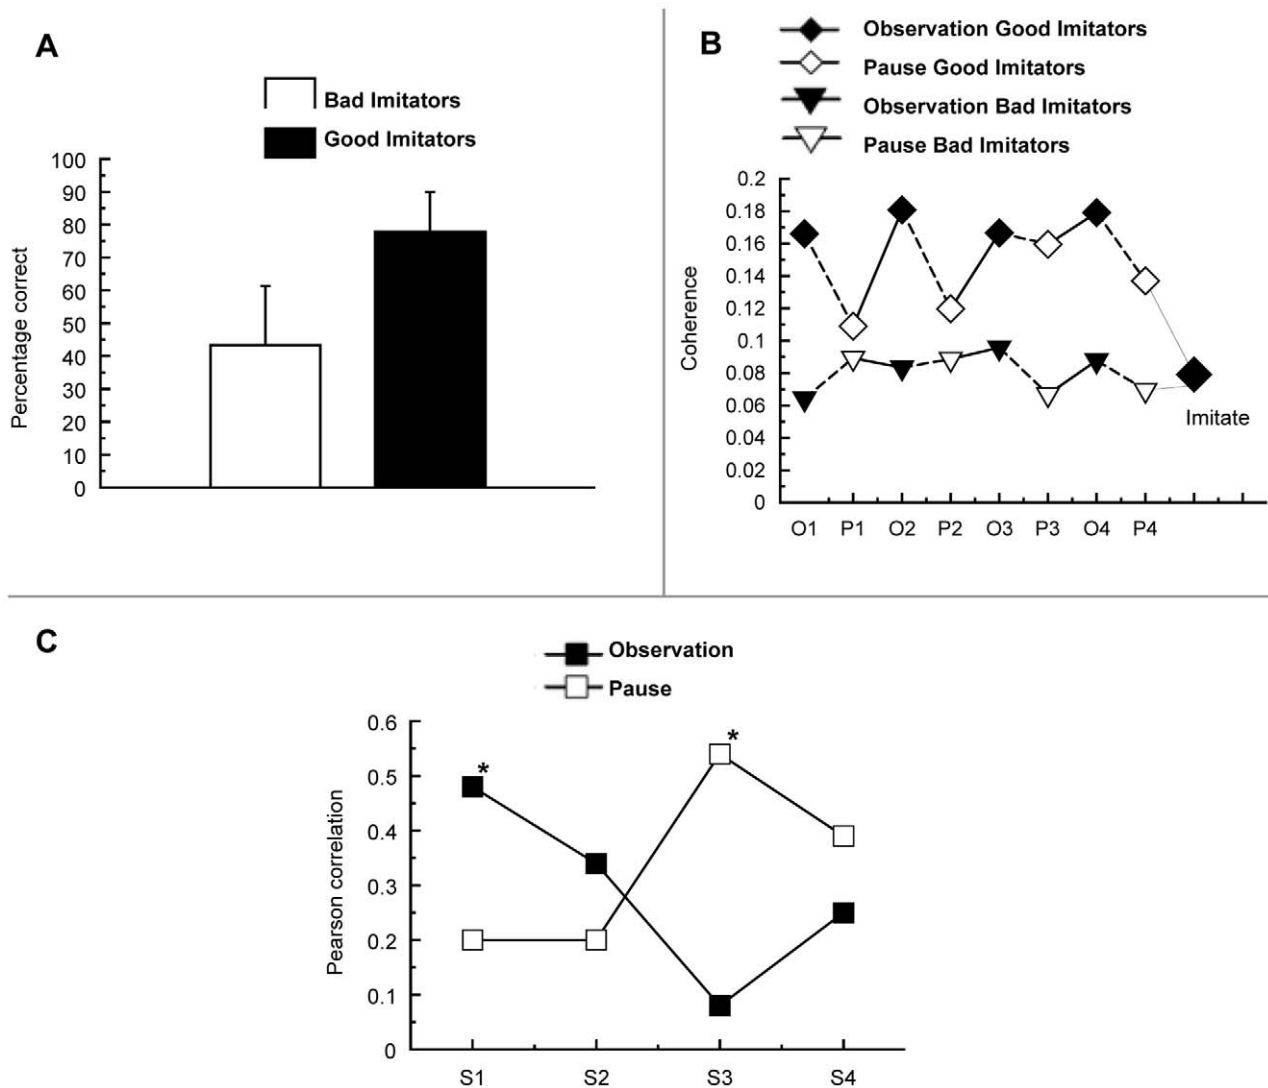 A
Bad Imitators
Good Imitators
100
90
80
70
60
50
40
30
20
10
0
Percentage correct
B
Observation Good Imitators
Pause Good Imitators
Observation Bad Imitators
Pause Bad Imitators
0.2
0.18
0.16
0.14
0.12
0.1
0.08
0.06
0.04
0.02
0
Coherence
Imitate
O1 P1 O2 P2 O3 P3 O4 P4
C
Observation
Pause
0.6
0.5
0.4
0.3
0.2
0.1
0
Pearson correlation
*
*
S1 S2 S3 S4